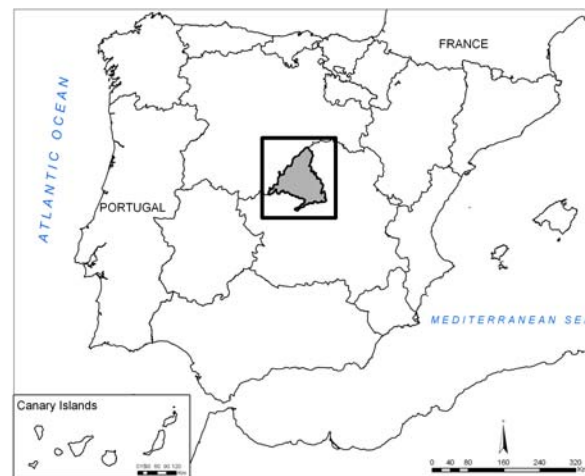 FRANCE
ATLANTIC OCEAN
PORTUGAL
MEDITERRANEAN SE
Canary Islands
0 40 80 160 240 320